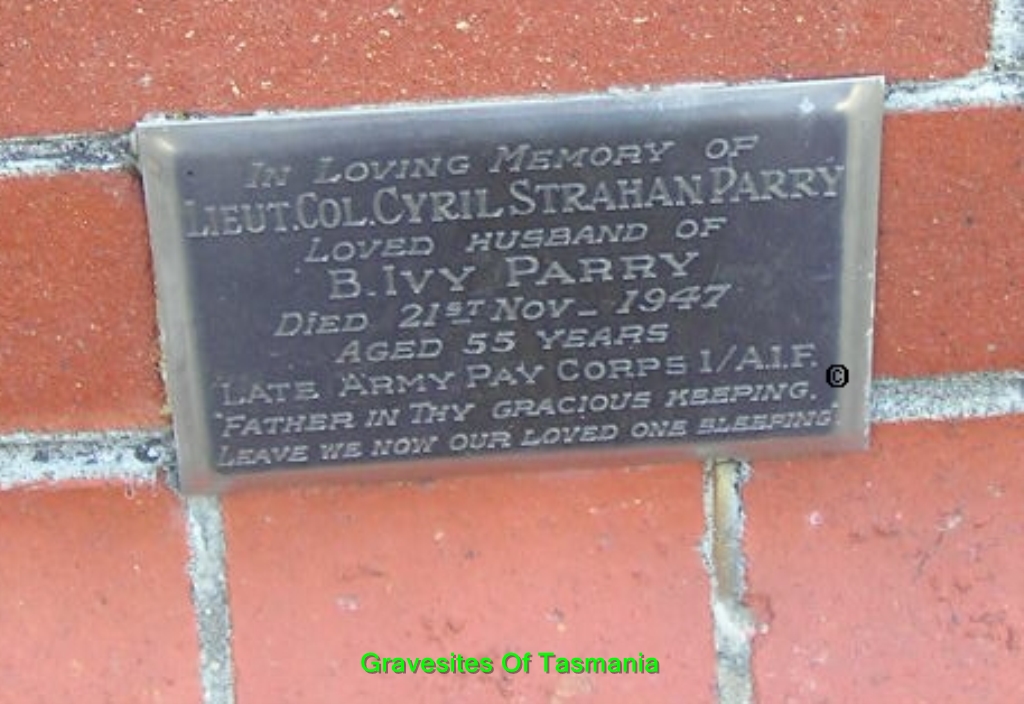 IN LOVING MEMORY OF
LIEUT. COL. CYRIL STRAHAN PARRY
LOVED HUSBAND OF
B. IVY PARRY
DIED 21ST NOV - 1947
AGED 55 YEARS
LATE ARMY PAY CORPS 1/A.I.F.
©
"FATHER IN THY GRACIOUS KEEPING.
LEAVE WE NOW OUR LOVED ONE SLEEPING"
Gravesites Of Tasmania